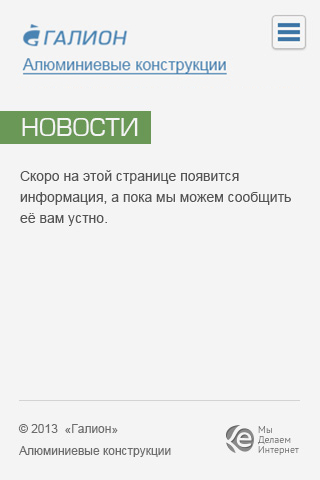 ГАЛИОН
Алюминиевые конструкции
НОВОСТИ
Скоро на этой странице появится
информация, а пока мы можем сообщить
её вам устно.
© 2013 «Галион»
Алюминиевые конструкции
Мы
Делаем
Интернет